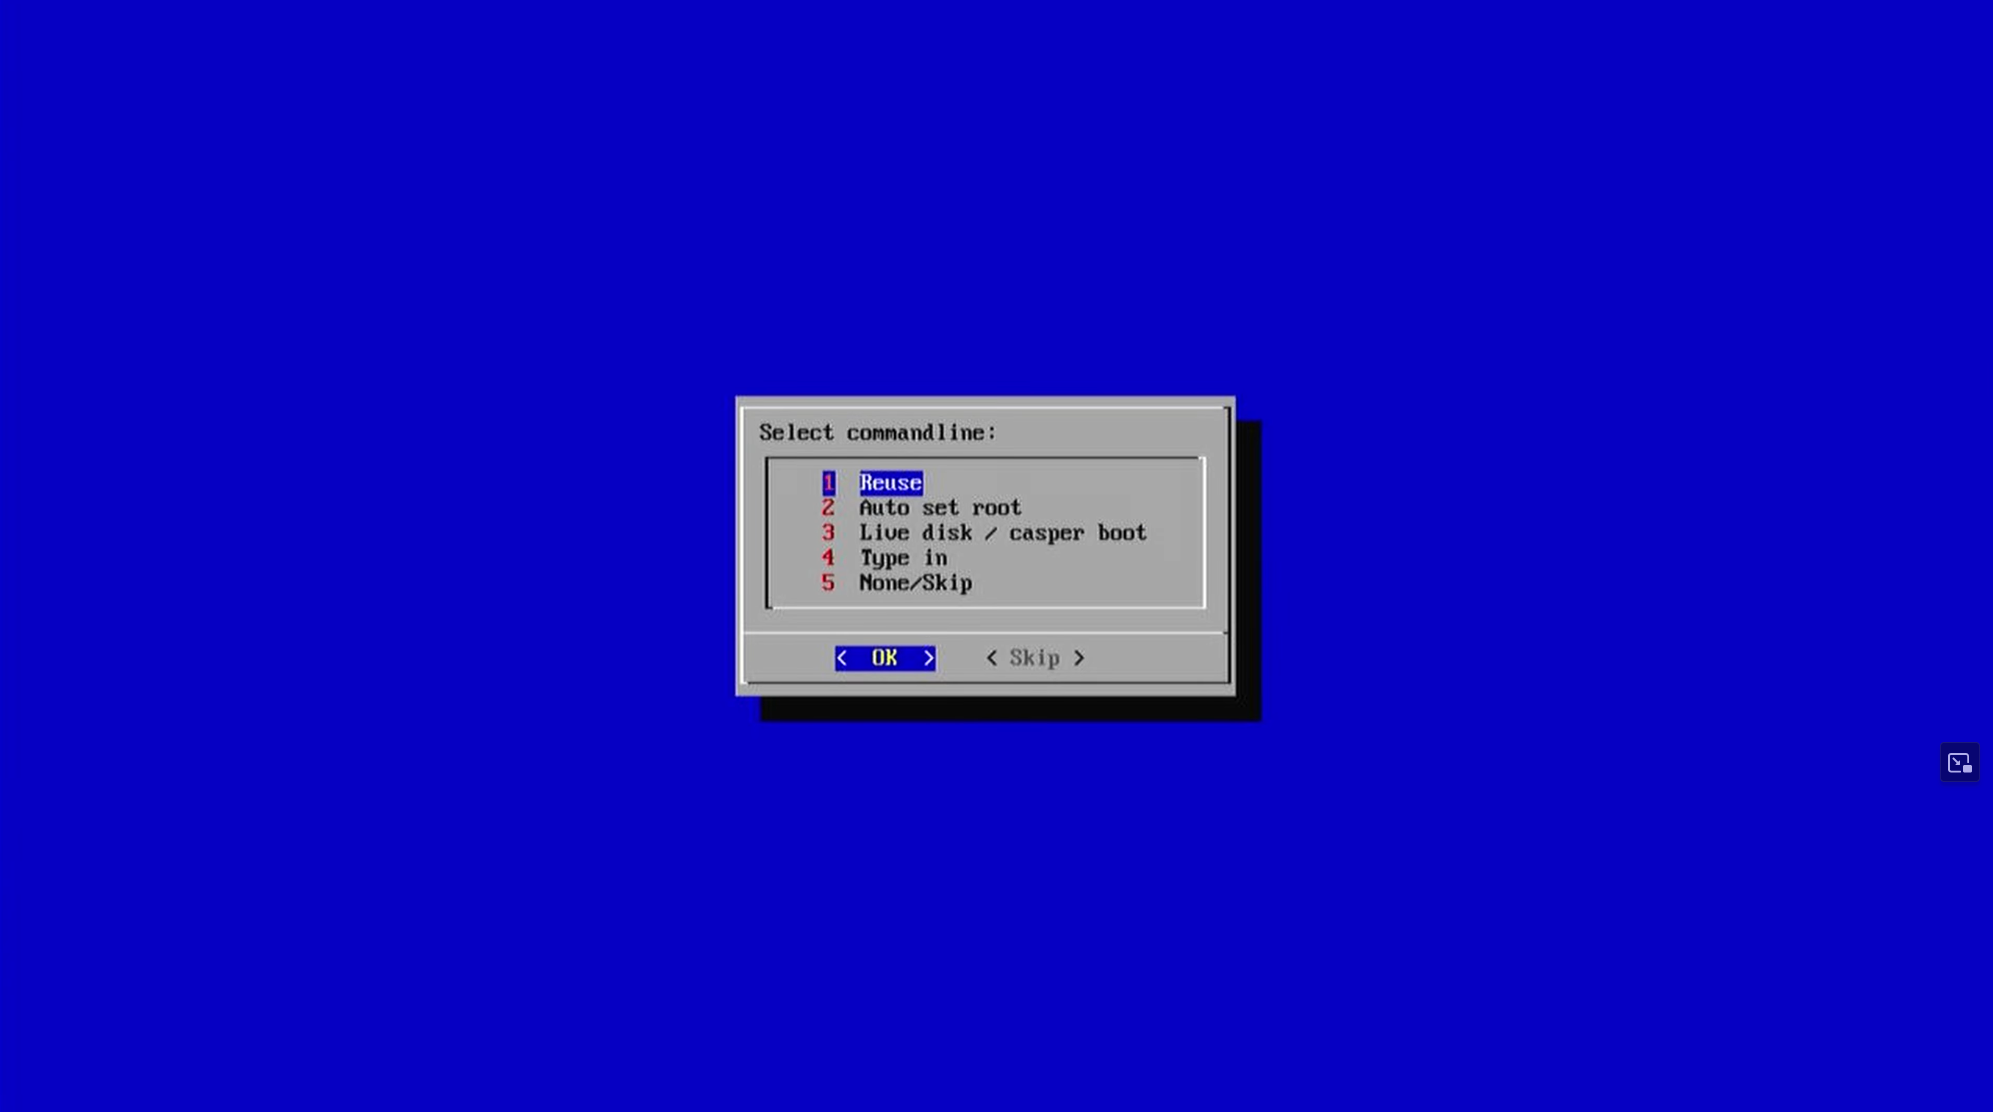 Select commandline:
1 Reuse
2 Auto set root
3 Live disk / casper boot
4 Type in
5 None/Skip
< OK > < Skip >